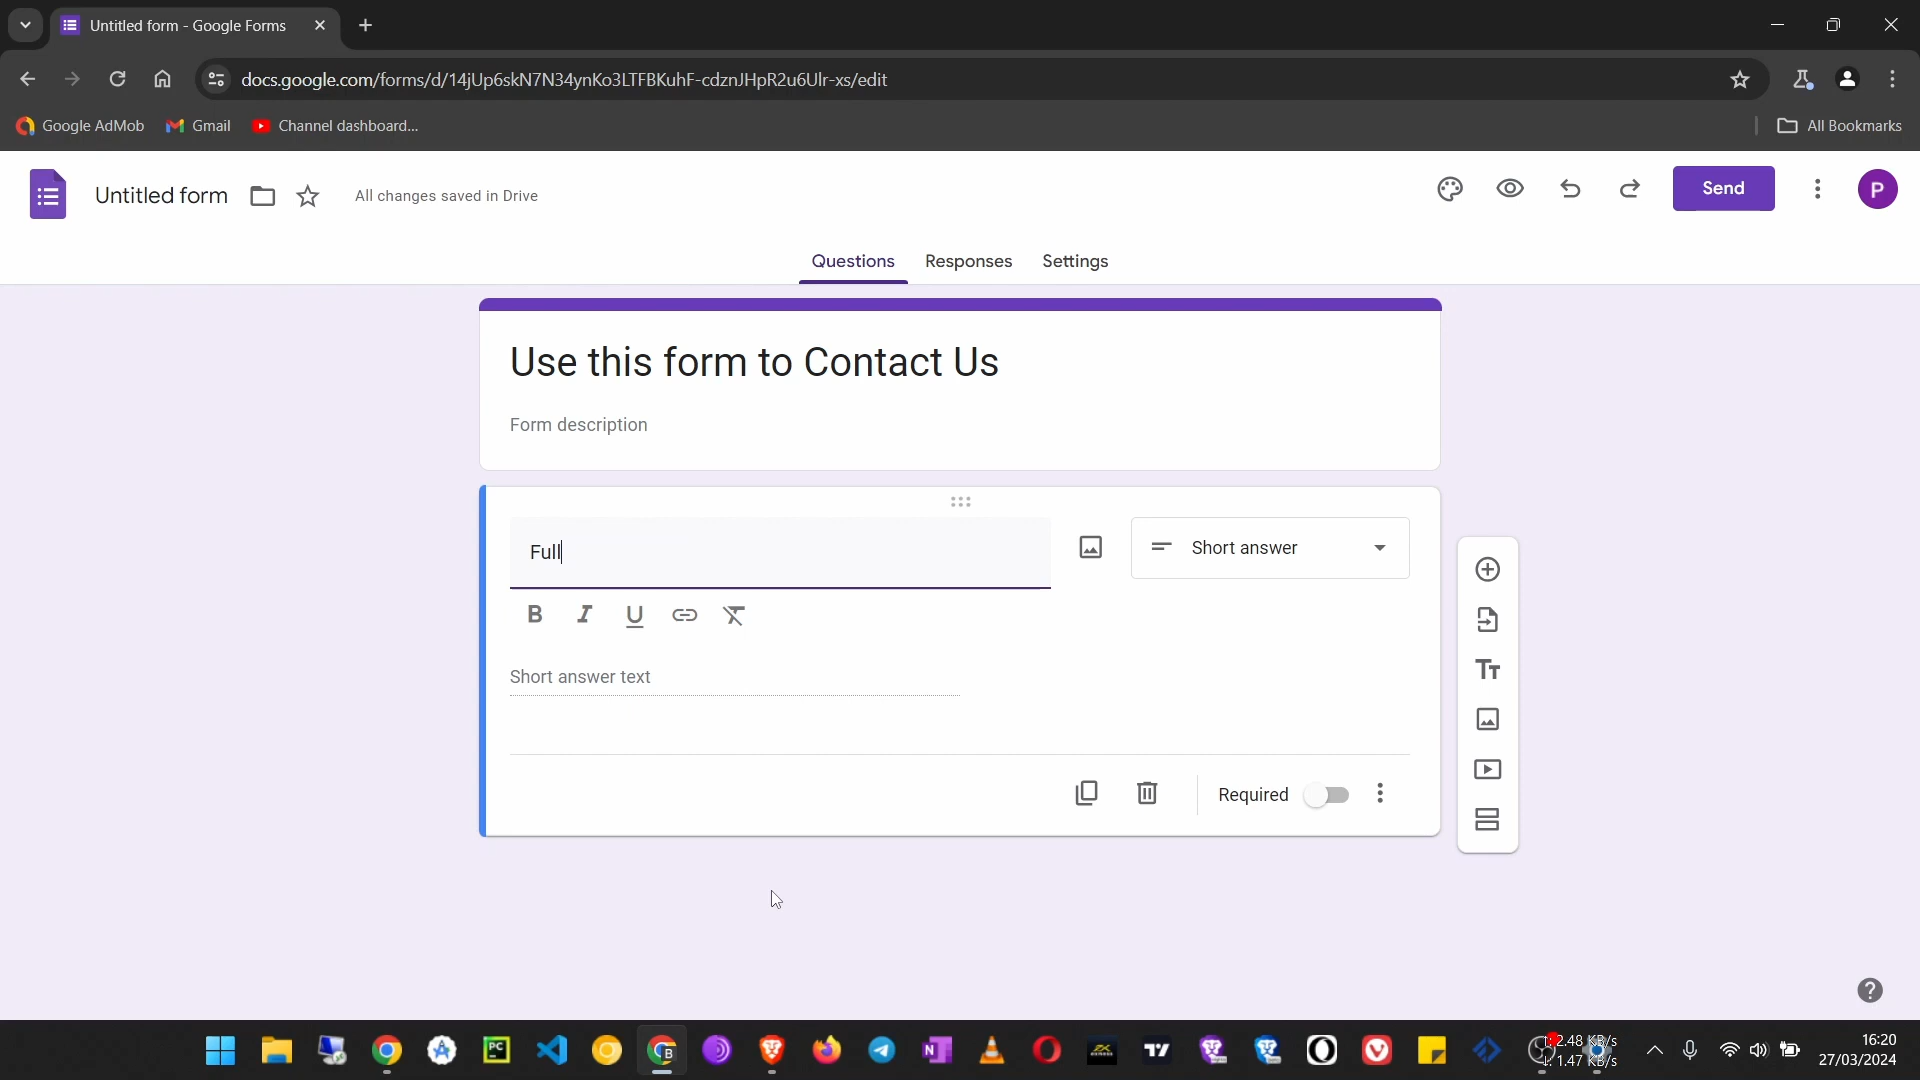 Untitled form - Google Forms
docs.google.com/forms/d/14jUp6skN7N34ynKo3LTFBKuhF-cdznJHpR2u6Ulr-xs/edit
Google AdMob
Gmail
Channel dashboard...
All Bookmarks
Untitled form
All changes saved in Drive
Send
P
Questions
Responses
Settings
Use this form to Contact Us
Form description
Full
Short answer
B I U
Short answer text
Required
2.48 KB/s
1.47 KB/s
16:20
27/03/2024